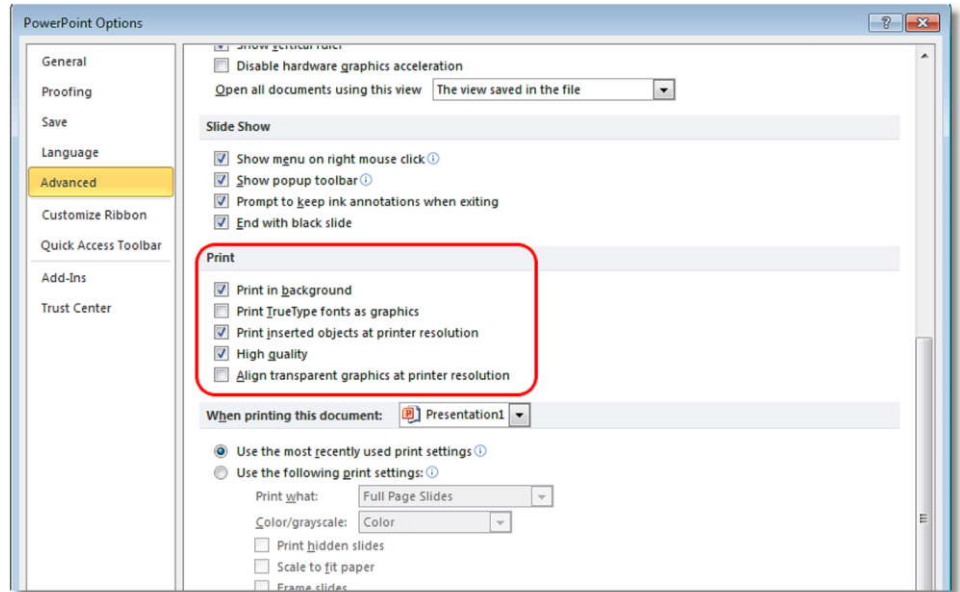 PowerPoint Options
General
Proofing
Save
Language
Advanced
Customize Ribbon
Quick Access Toolbar
Add-Ins
Trust Center
Show vertical ruler
Disable hardware graphics acceleration
Open all documents using this view The view saved in the file
Slide Show
Show menu on right mouse click
Show popup toolbar
Prompt to keep ink annotations when exiting
End with black slide
Print
Print in background
Print TrueType fonts as graphics
Print inserted objects at printer resolution
High quality
Align transparent graphics at printer resolution
When printing this document: Presentation1
Use the most recently used print settings
Use the following print settings:
Print what: Full Page Slides
Color/grayscale: Color
Print hidden slides
Scale to fit paper
Frame slides